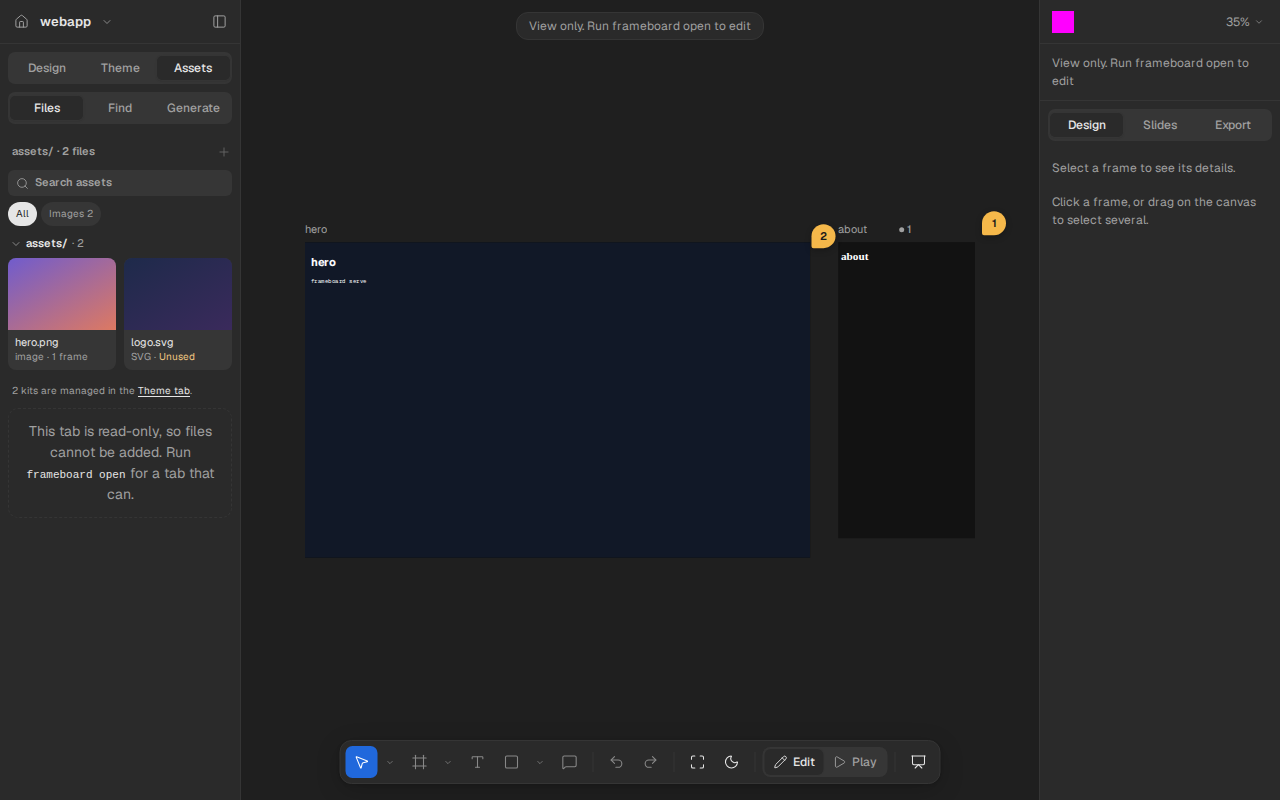 webapp
Design Theme Assets
Files Find Generate
assets/ · 2 files
Search assets
All Images 2
assets/ · 2
hero.png
image · 1 frame
logo.svg
SVG · Unused
2 kits are managed in the Theme tab.
This tab is read-only, so files
cannot be added. Run
frameboard open for a tab that
can.
View only. Run frameboard open to edit
hero
2
about
1
1
hero
frameboard serve
about
Edit Play
35%
View only. Run frameboard open to
edit
Design Slides Export
Select a frame to see its details.
Click a frame, or drag on the canvas
to select several.